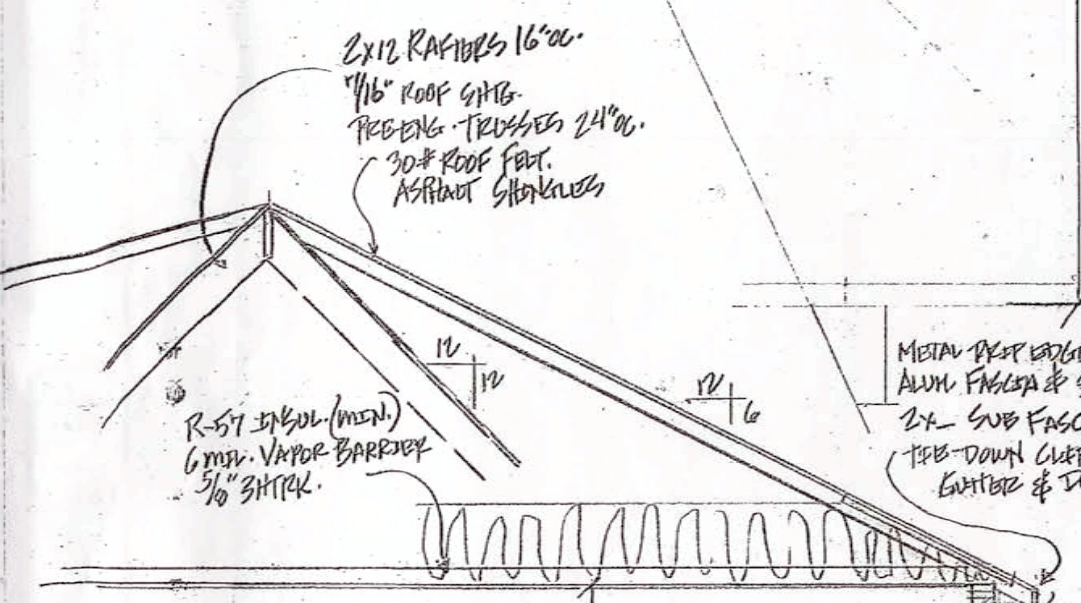 2X12 RAFTERS 16"OC.
7/16" ROOF SHTG.
PRE-ENG. TRUSSES 24"OC.
30# ROOF FELT.
ASPHALT SHINGLES
12
12
12
6
METAL DRIP EDGE
ALUM. FASCIA &
2X_ SUB FASC
TIE-DOWN CLIP
GUTTER &
R-57 INSUL. (MIN.)
6 MIL. VAPOR BARRIER
5/8" SHTRK.